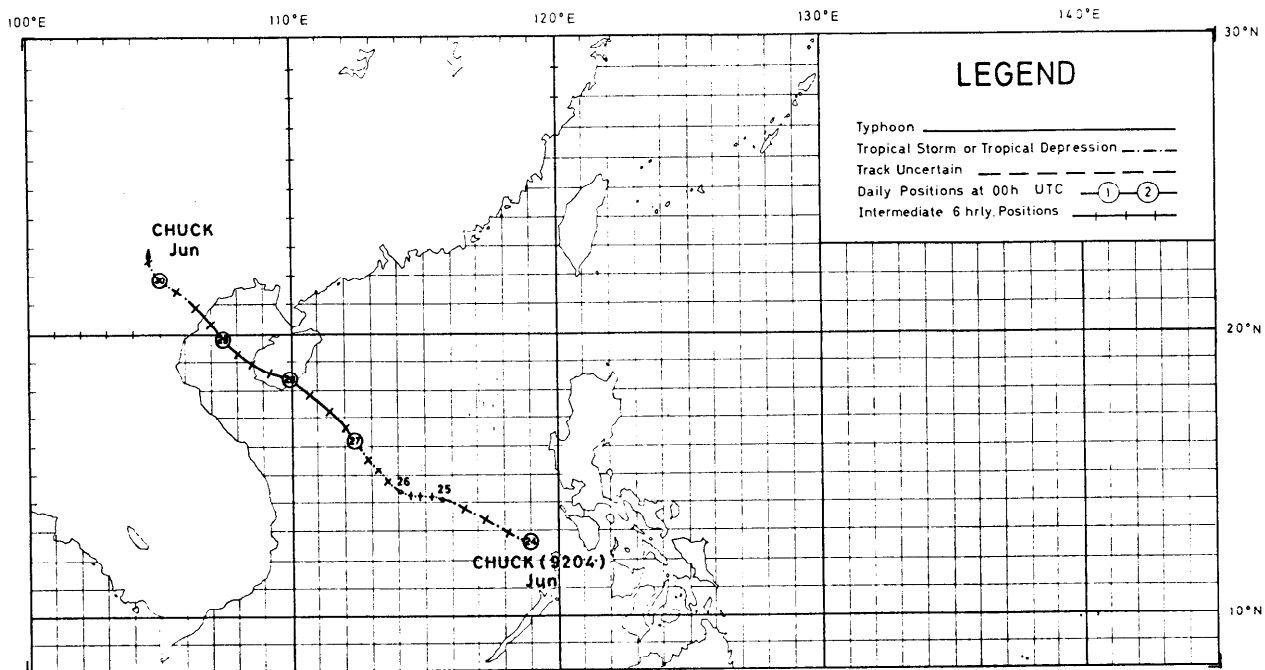 100°E 110°E 120°E 130°E 140°E
30°N
LEGEND
Typhoon
Tropical Storm or Tropical Depression
Track Uncertain
Daily Positions at 00h UTC 1 2
Intermediate 6 hrly. Positions
CHUCK
Jun
30
29
20°N
28
27
26 25
24
CHUCK (9204)
Jun
10°N